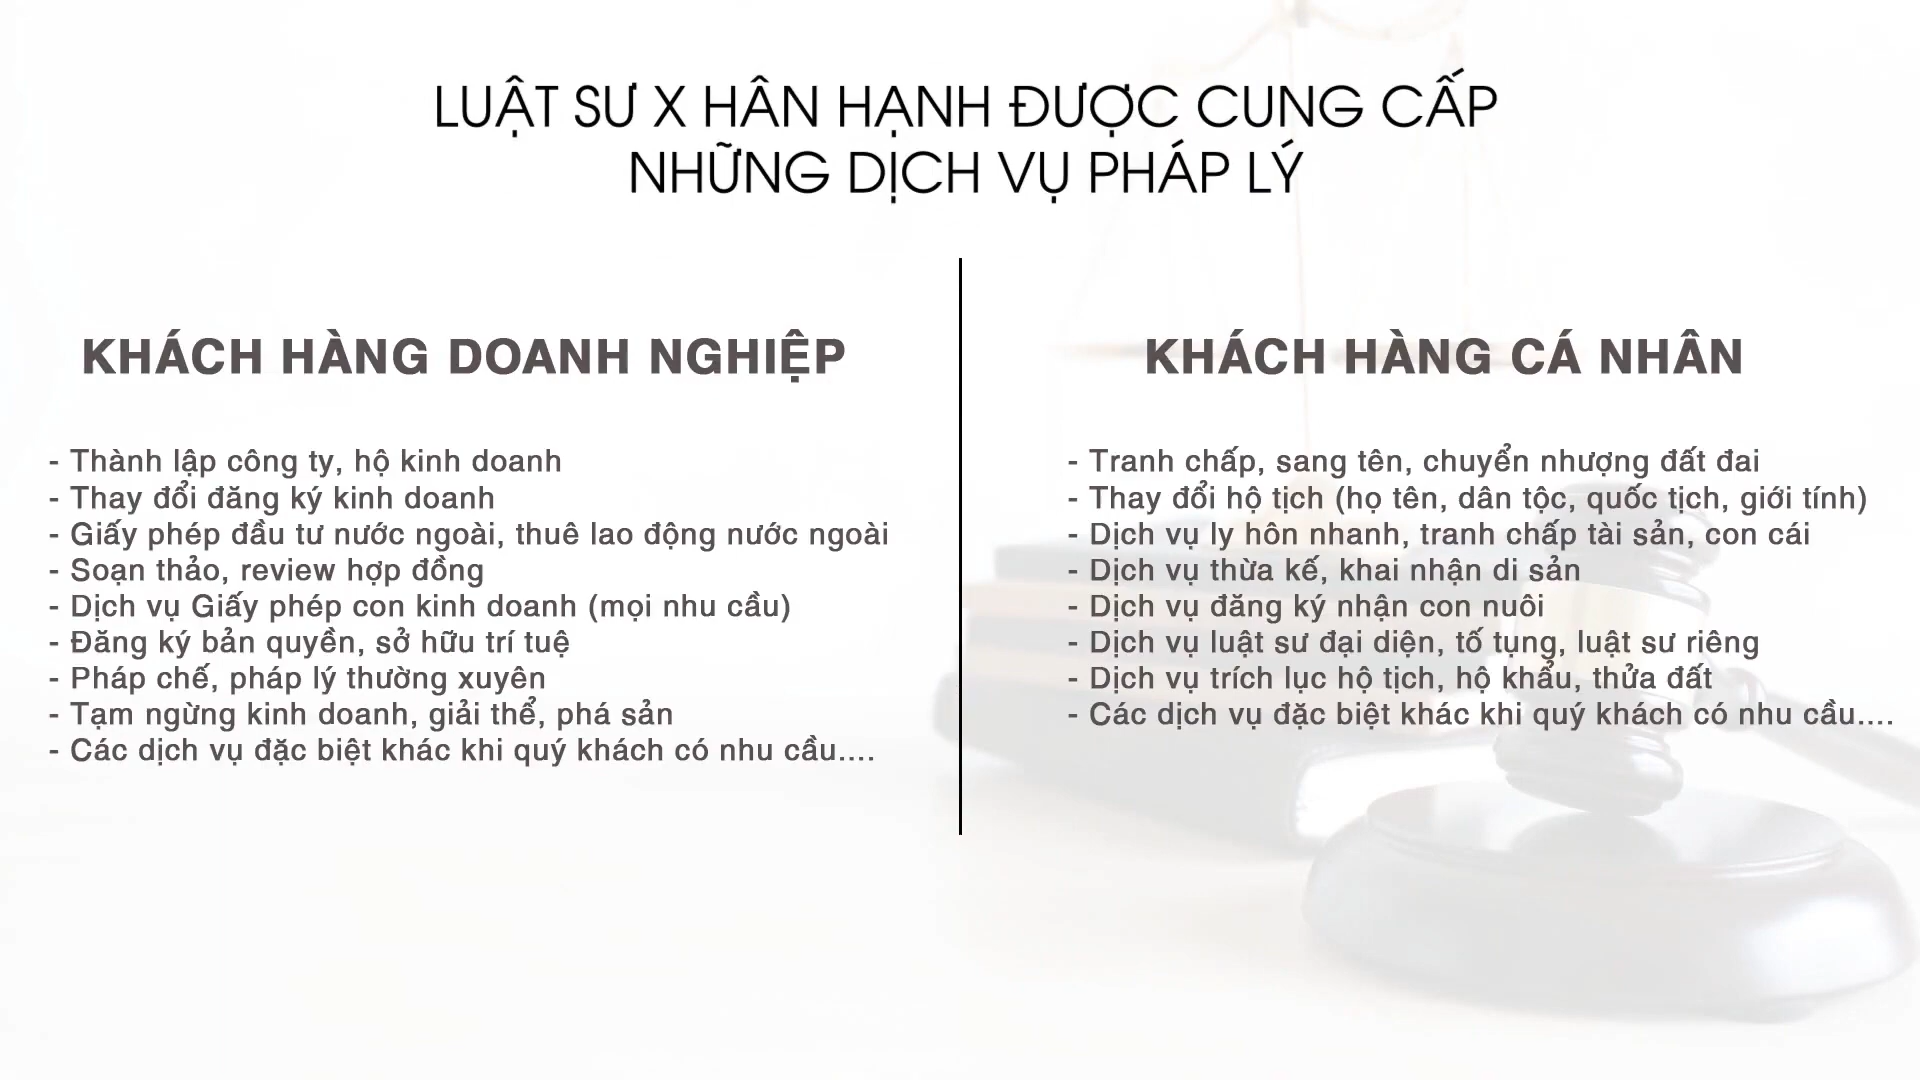 LUẬT SƯ X HÂN HẠNH ĐƯỢC CUNG CẤP
NHỮNG DỊCH VỤ PHÁP LÝ
KHÁCH HÀNG DOANH NGHIỆP
- Thành lập công ty, hộ kinh doanh
- Thay đổi đăng ký kinh doanh
- Giấy phép đầu tư nước ngoài, thuê lao động nước ngoài
- Soạn thảo, review hợp đồng
- Dịch vụ Giấy phép con kinh doanh (mọi nhu cầu)
- Đăng ký bản quyền, sở hữu trí tuệ
- Pháp chế, pháp lý thường xuyên
- Tạm ngừng kinh doanh, giải thể, phá sản
- Các dịch vụ đặc biệt khác khi quý khách có nhu cầu....
KHÁCH HÀNG CÁ NHÂN
- Tranh chấp, sang tên, chuyển nhượng đất đai
- Thay đổi hộ tịch (họ tên, dân tộc, quốc tịch, giới tính)
- Dịch vụ ly hôn nhanh, tranh chấp tài sản, con cái
- Dịch vụ thừa kế, khai nhận di sản
- Dịch vụ đăng ký nhận con nuôi
- Dịch vụ luật sư đại diện, tố tụng, luật sư riêng
- Dịch vụ trích lục hộ tịch, hộ khẩu, thửa đất
- Các dịch vụ đặc biệt khác khi quý khách có nhu cầu....